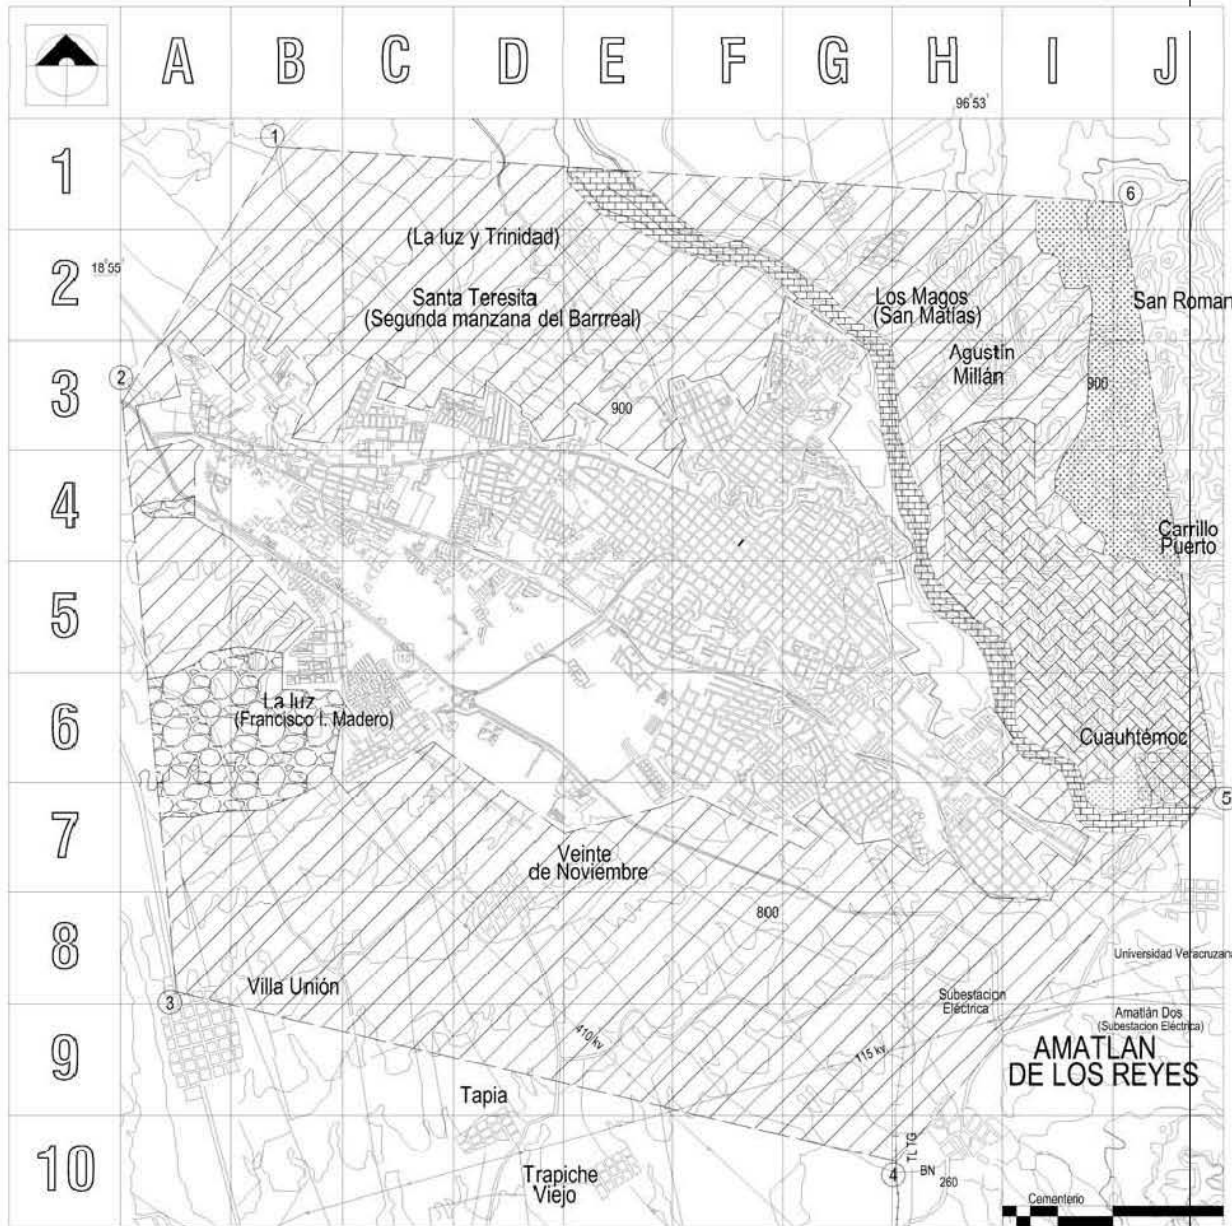 A B C D E F G H I J
96°53'
1
1
6
(La luz y Trinidad)
2
18°55'
Santa Teresita
(Segunda manzana del Barrreal)
Los Magos
(San Matías)
San Roman
Agustín
Millán
2
3
900
900
4
Carrillo
Puerto
5
La luz
(Francisco I. Madero)
6
Cuauhtémoc
5
7
Veinte
de Noviembre
800
8
Universidad Veracruzana
Villa Unión
Subestacion
Eléctrica
3
Amatlán Dos
(Subestacion Eléctrica)
9
410 kv
115 kv
AMATLAN
DE LOS REYES
Tapia
10
TL TG
Trapiche
Viejo
4
BN
260
Cementerio